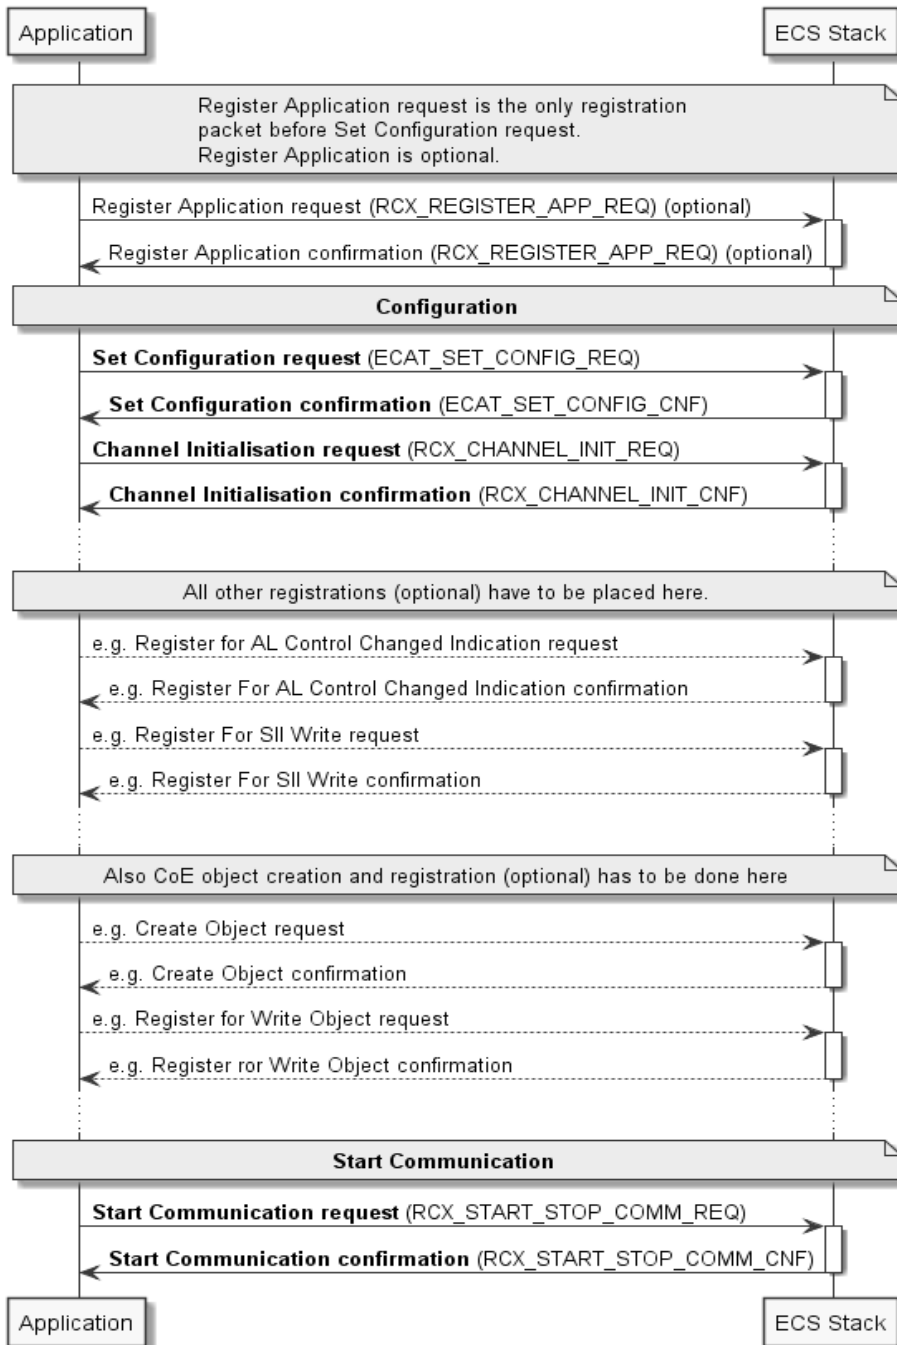 Application
ECS Stack
Register Application request is the only registration
packet before Set Configuration request.
Register Application is optional.
Register Application request (RCX_REGISTER_APP_REQ) (optional)
Register Application confirmation (RCX_REGISTER_APP_REQ) (optional)
Configuration
Set Configuration request (ECAT_SET_CONFIG_REQ)
Set Configuration confirmation (ECAT_SET_CONFIG_CNF)
Channel Initialisation request (RCX_CHANNEL_INIT_REQ)
Channel Initialisation confirmation (RCX_CHANNEL_INIT_CNF)
All other registrations (optional) have to be placed here.
e.g. Register for AL Control Changed Indication request
e.g. Register For AL Control Changed Indication confirmation
e.g. Register For SII Write request
e.g. Register For SII Write confirmation
Also CoE object creation and registration (optional) has to be done here
e.g. Create Object request
e.g. Create Object confirmation
e.g. Register for Write Object request
e.g. Register ror Write Object confirmation
Start Communication
Start Communication request (RCX_START_STOP_COMM_REQ)
Start Communication confirmation (RCX_START_STOP_COMM_CNF)
Application
ECS Stack